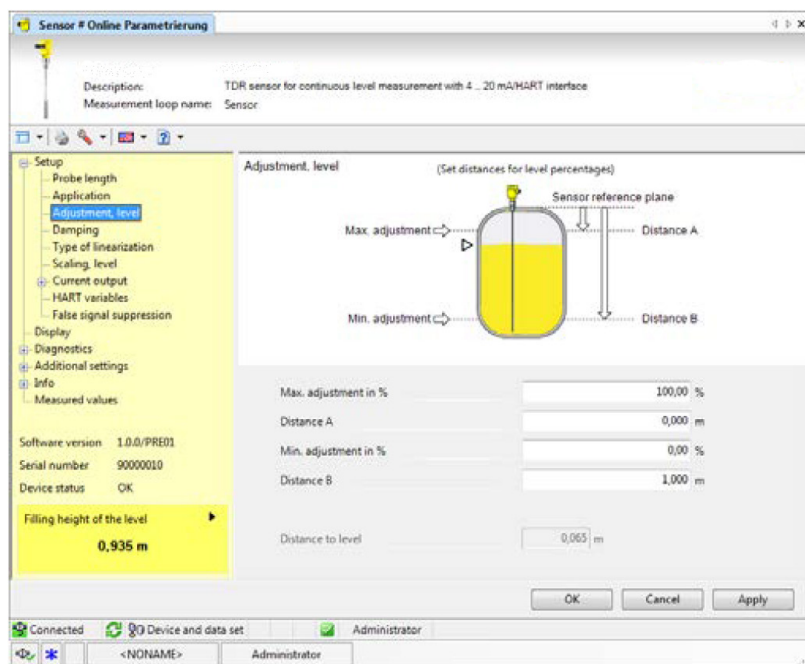 Sensor # Online Parametrierung
Description: TDR sensor for continuous level measurement with 4 .. 20 mA/HART interface
Measurement loop name: Sensor
Setup
Probe length
Application
Adjustment, level
Damping
Type of linearization
Scaling, level
Current output
HART variables
False signal suppression
Display
Diagnostics
Additional settings
Info
Measured values
Software version 1.0.0/PRE01
Serial number 90000010
Device status OK
Filling height of the level
0,935 m
Adjustment, level (Set distances for level percentages)
Sensor reference plane
Max. adjustment Distance A
Min. adjustment Distance B
Max. adjustment in % 100,00 %
Distance A 0,000 m
Min. adjustment in % 0,00 %
Distance B 1,000 m
Distance to level 0,065 m
OK Cancel Apply
Connected Device and data set Administrator
<NONAME> Administrator